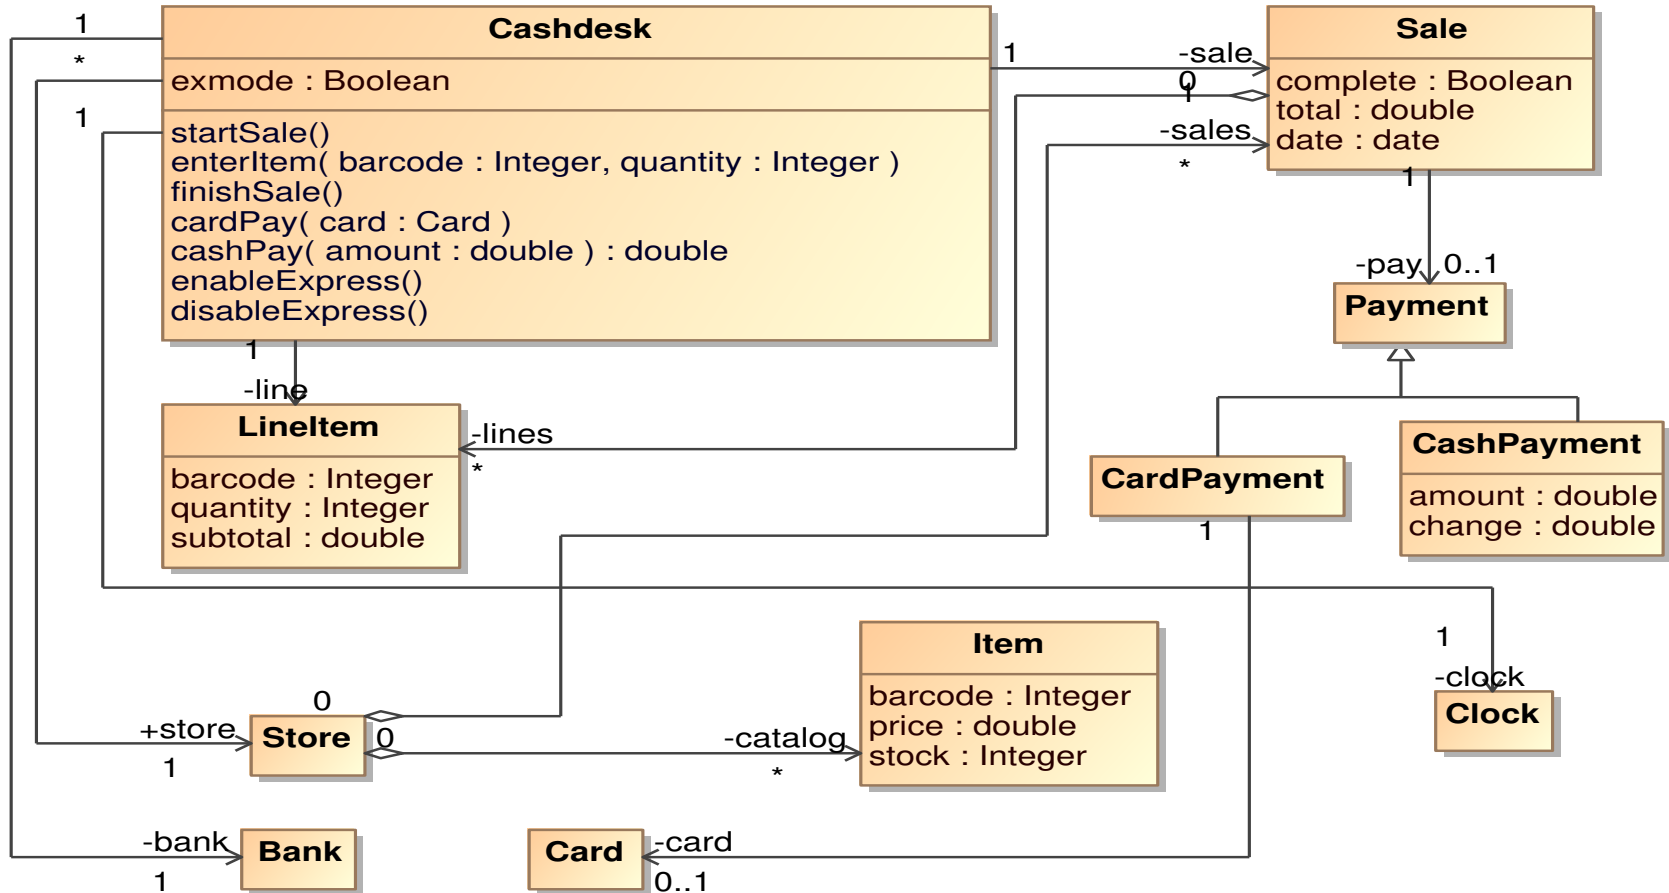 1
*
1
Cashdesk
exmode : Boolean
startSale()
enterItem( barcode : Integer, quantity : Integer )
finishSale()
cardPay( card : Card )
cashPay( amount : double ) : double
enableExpress()
disableExpress()
1
-sale
0
1
-sales
*
Sale
complete : Boolean
total : double
date : date
1
-pay
0..1
Payment
1
-line
LineItem
barcode : Integer
quantity : Integer
subtotal : double
-lines
*
CardPayment
1
CashPayment
amount : double
change : double
1
-clock
Clock
Item
barcode : Integer
price : double
stock : Integer
0
+store
1
Store
0
-catalog
*
-bank
1
Bank
Card
-card
0..1